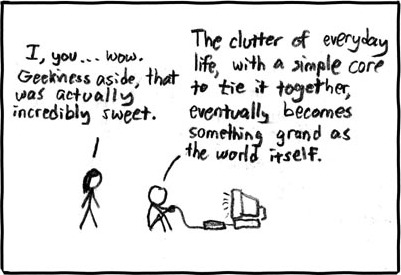 I, you... wow.
Geekiness aside, that
was actually
incredibly sweet.
The clutter of everyday
life, with a simple core
to tie it together,
eventually becomes
something grand as
the world itself.